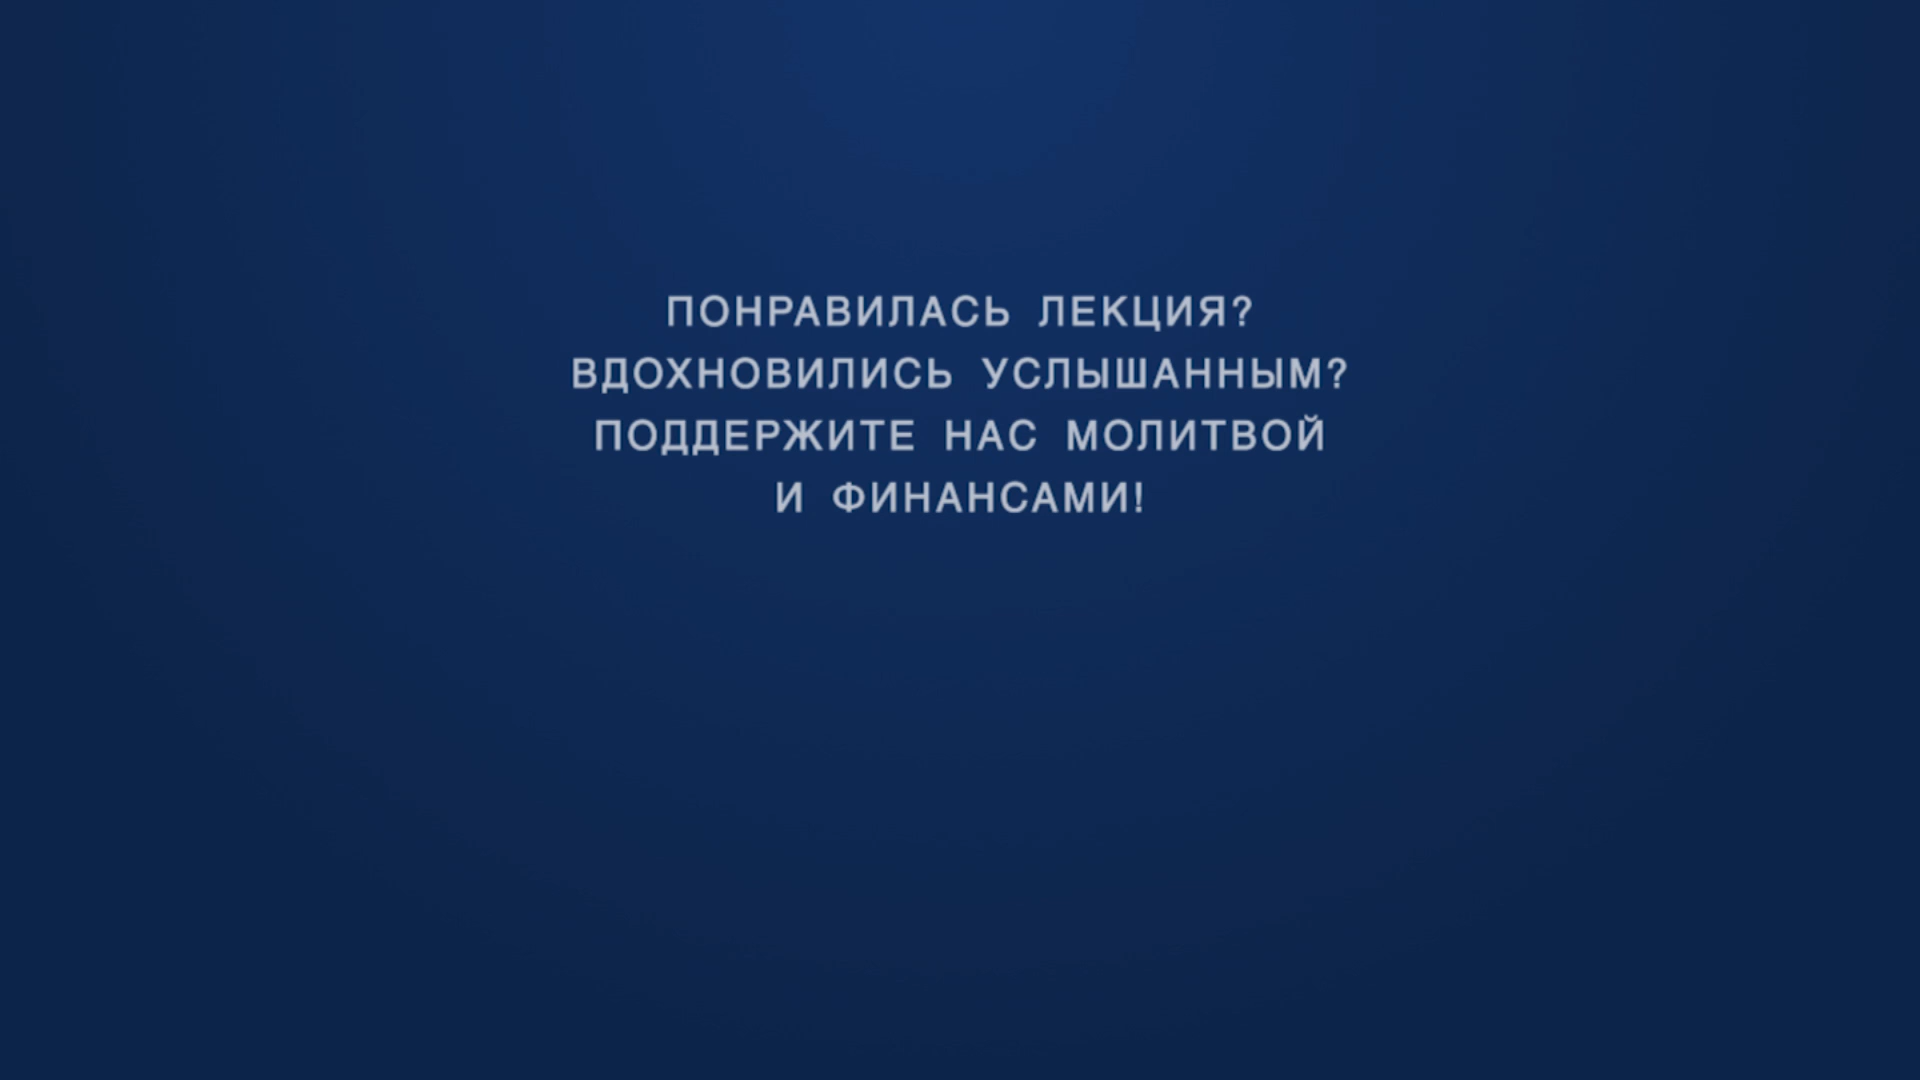 ПОНРАВИЛАСЬ ЛЕКЦИЯ?
ВДОХНОВИЛИСЬ УСЛЫШАННЫМ?
ПОДДЕРЖИТЕ НАС МОЛИТВОЙ
И ФИНАНСАМИ!